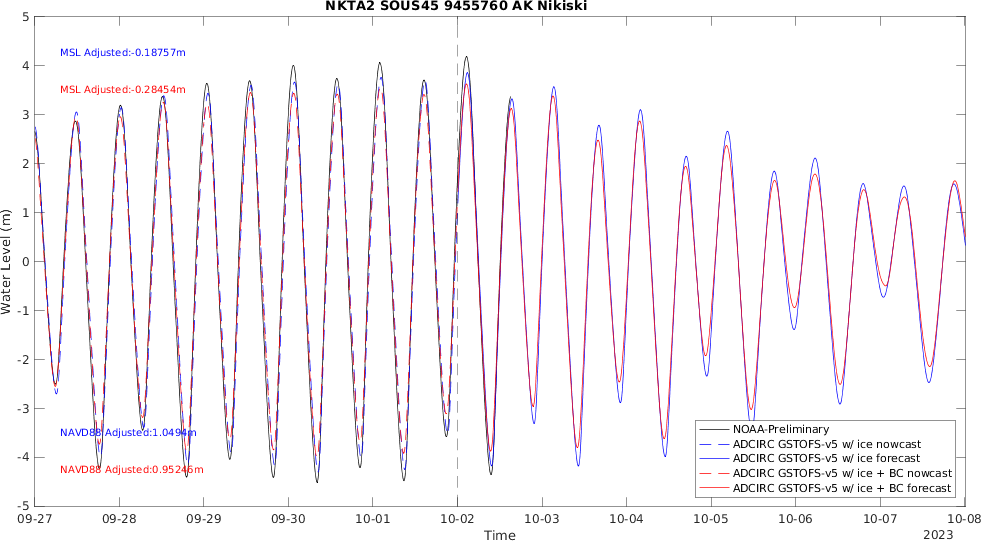 NKTA2 SOUS45 9455760 AK Nikiski
5
4
3
2
1
0
-1
-2
-3
-4
-5
Water Level (m)
MSL Adjusted:-0.18757m
MSL Adjusted:-0.28454m
NAVD88 Adjusted:1.0494m
NAVD88 Adjusted:0.95246m
NOAA-Preliminary
ADCIRC GSTOFS-v5 w/ ice nowcast
ADCIRC GSTOFS-v5 w/ ice forecast
ADCIRC GSTOFS-v5 w/ ice + BC nowcast
ADCIRC GSTOFS-v5 w/ ice + BC forecast
09-27 09-28 09-29 09-30 10-01 10-02 10-03 10-04 10-05 10-06 10-07 10-08
Time
2023